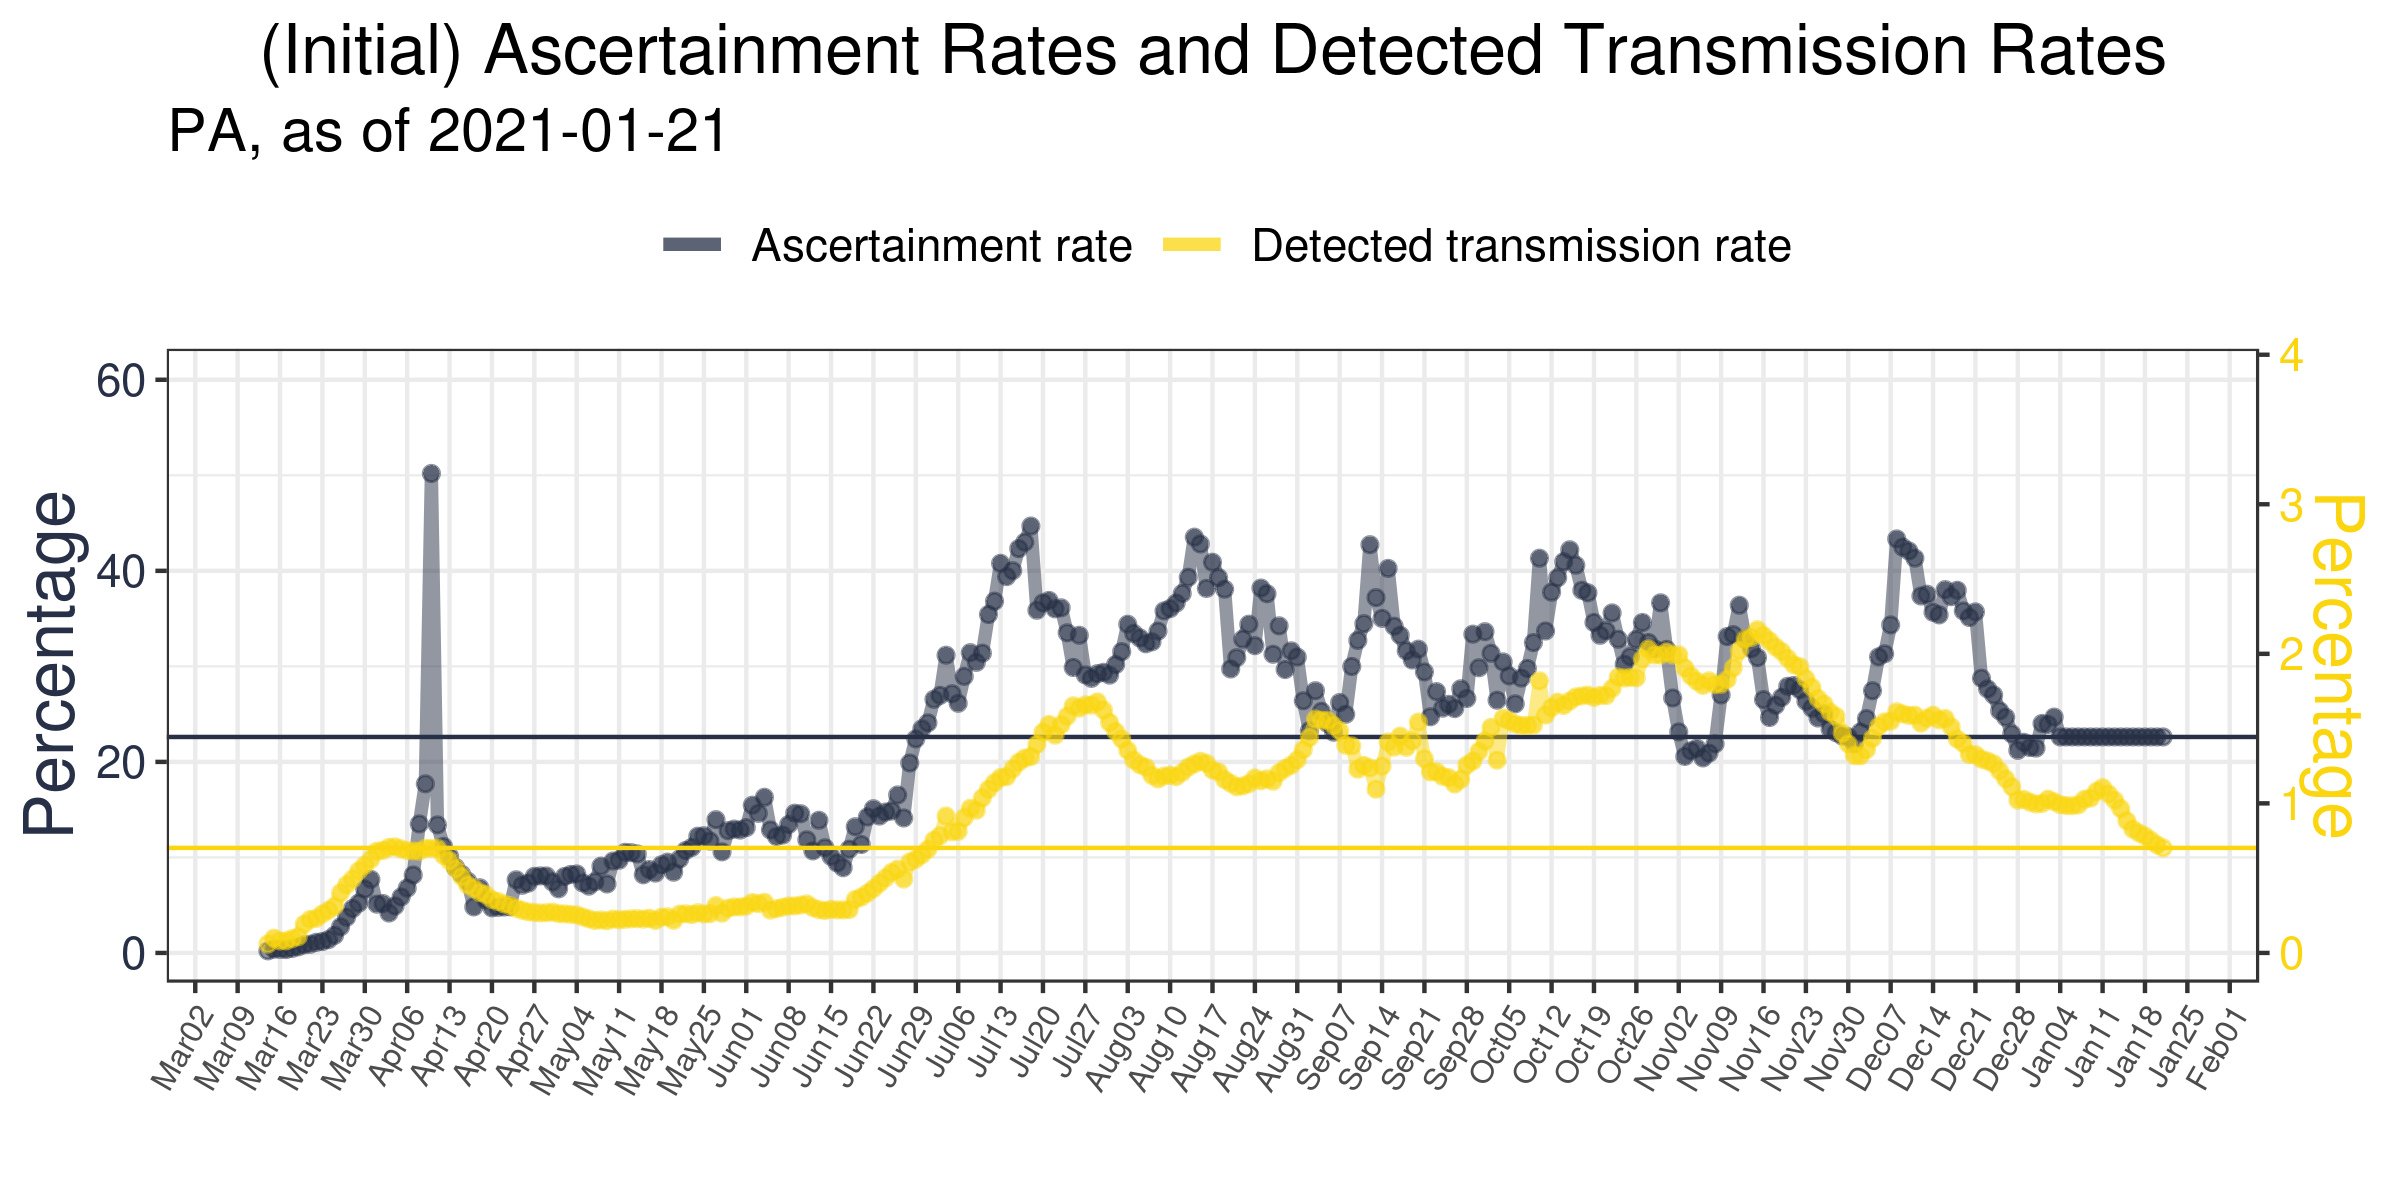 (Initial) Ascertainment Rates and Detected Transmission Rates
PA, as of 2021-01-21
Ascertainment rate
Detected transmission rate
Percentage
60
40
20
0
4
3
2
1
0
Percentage
Mar02
Mar09
Mar16
Mar23
Mar30
Apr06
Apr13
Apr20
Apr27
May04
May11
May18
May25
Jun01
Jun08
Jun15
Jun22
Jun29
Jul06
Jul13
Jul20
Jul27
Aug03
Aug10
Aug17
Aug24
Aug31
Sep07
Sep14
Sep21
Sep28
Oct05
Oct12
Oct19
Oct26
Nov02
Nov09
Nov16
Nov23
Nov30
Dec07
Dec14
Dec21
Dec28
Jan04
Jan11
Jan18
Jan25
Feb01